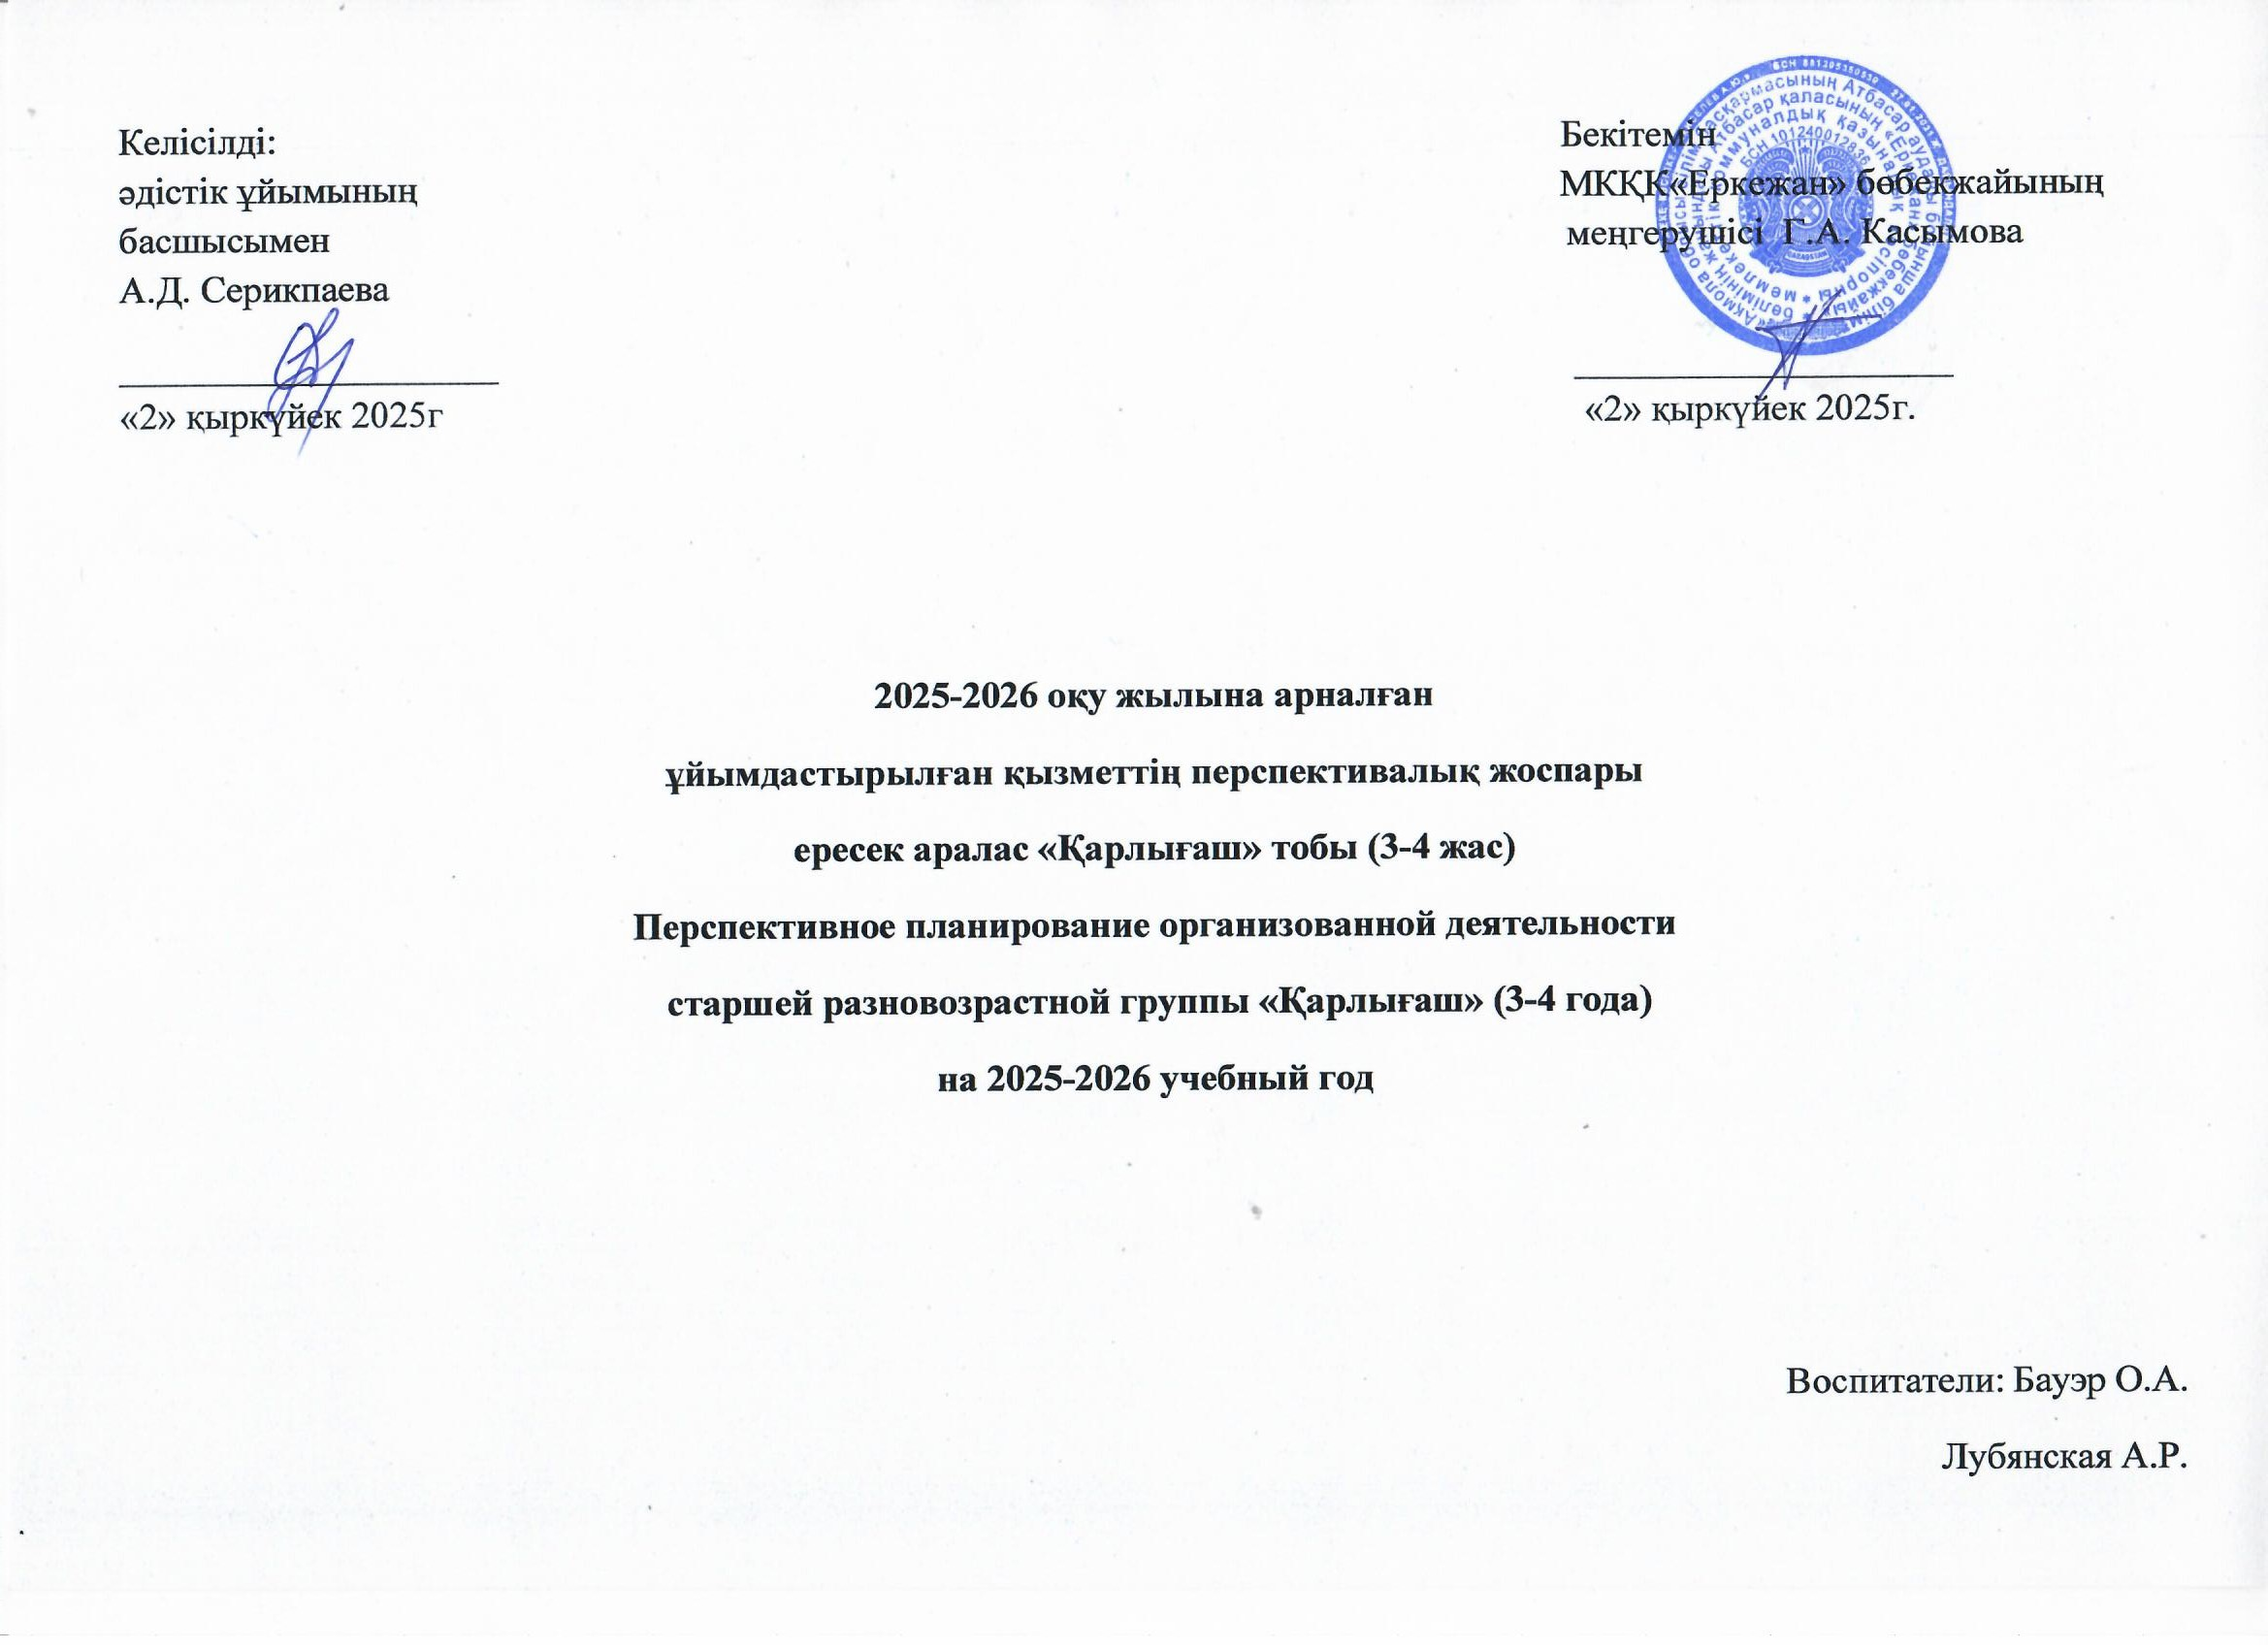 Келісілді:
әдістік ұйымының
басшысымен
А.Д. Серикпаева
«2» қыркүйек 2025г
Бекітемін
МКҚК«Еркежан» бөбекжайының
меңгерушісі Г.А. Касымова
«2» қыркүйек 2025г.
2025-2026 оқу жылына арналған
ұйымдастырылған қызметтің перспективалық жоспары
ересек аралас «Қарлығаш» тобы (3-4 жас)
Перспективное планирование организованной деятельности
старшей разновозрастной группы «Қарлығаш» (3-4 года)
на 2025-2026 учебный год
Воспитатели: Бауэр О.А.
Лубянская А.Р.